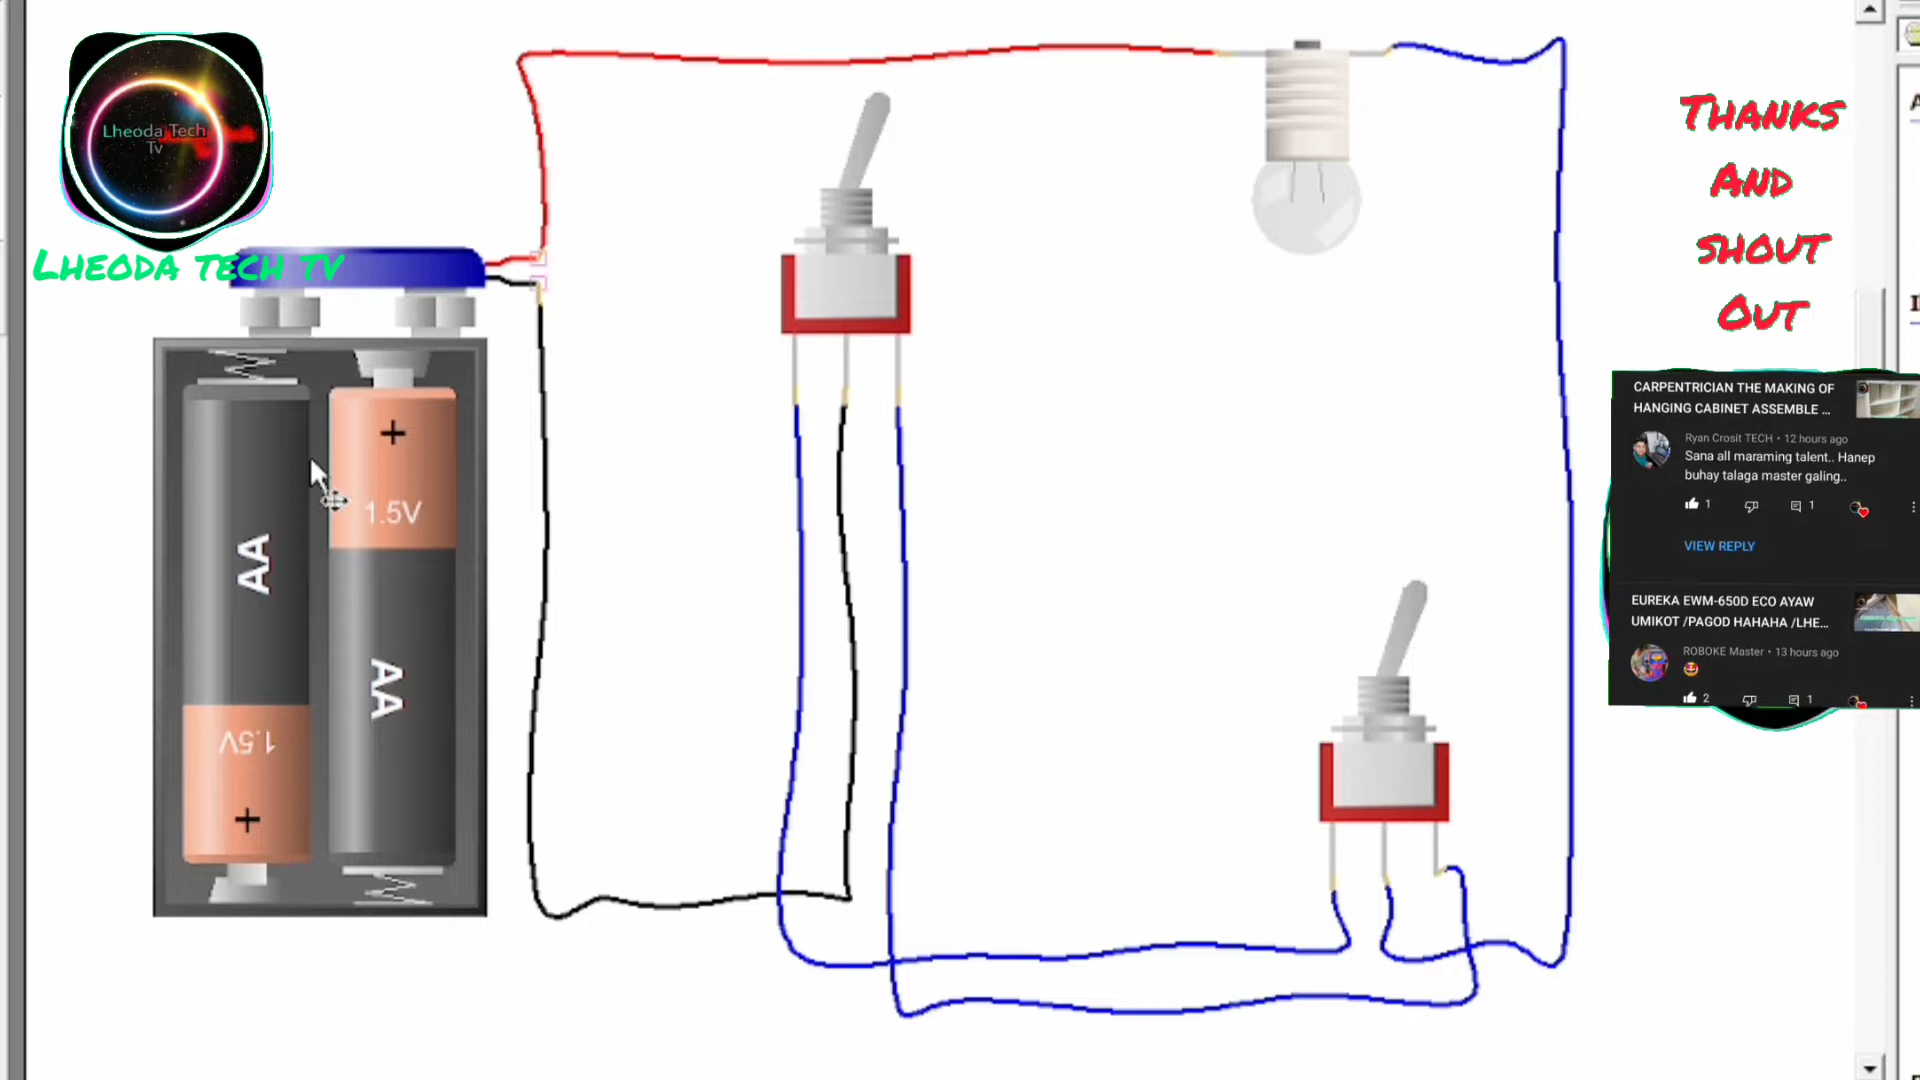 Lheoda Tech
Tv
LHEODA TECH TV
+
1.5V
AA
AA
1.5V
+
THANKS
AND
SHOUT
OUT
CARPENTRICIAN THE MAKING OF
HANGING CABINET ASSEMBLE ...
Ryan Crosit TECH • 12 hours ago
Sana all maraming talent.. Hanep
buhay talaga master galing..
1
1
VIEW REPLY
EUREKA EWM-650D ECO AYAW
UMIKOT /PAGOD HAHAHA /LHE...
ROBOKE Master • 13 hours ago
2
1